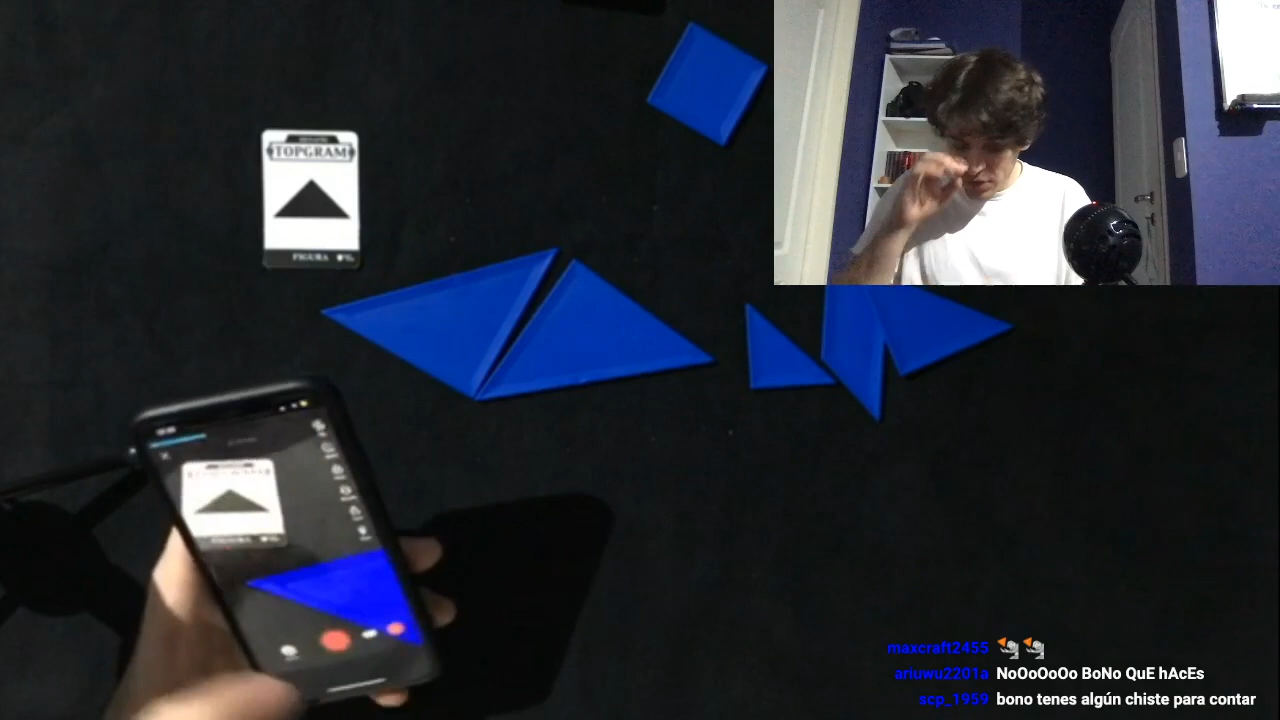 TOPGRAM
FIGURA
maxcraft2455
ariuwu2201a NoOoOoOo BoNo QuE hAcEs
scp_1959 bono tenes algún chiste para contar